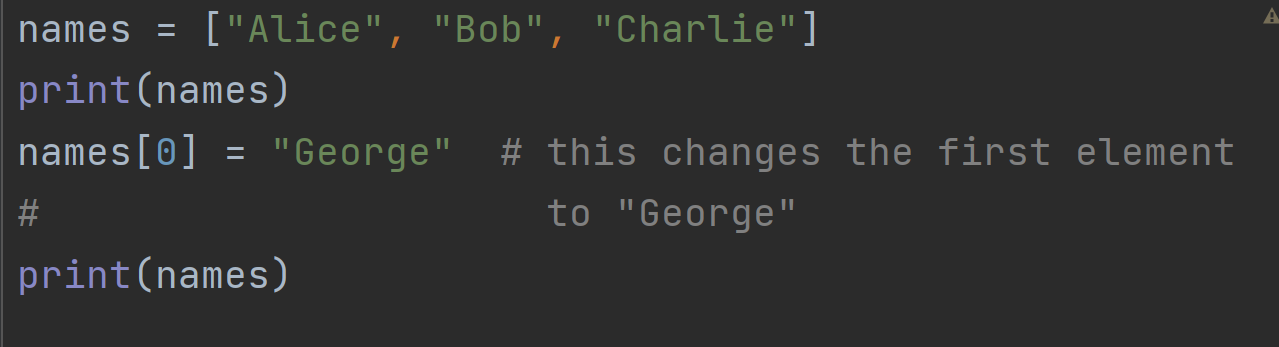 names = ["Alice", "Bob", "Charlie"]
print(names)
names[0] = "George"  # this changes the first element
#                      to "George"
print(names)